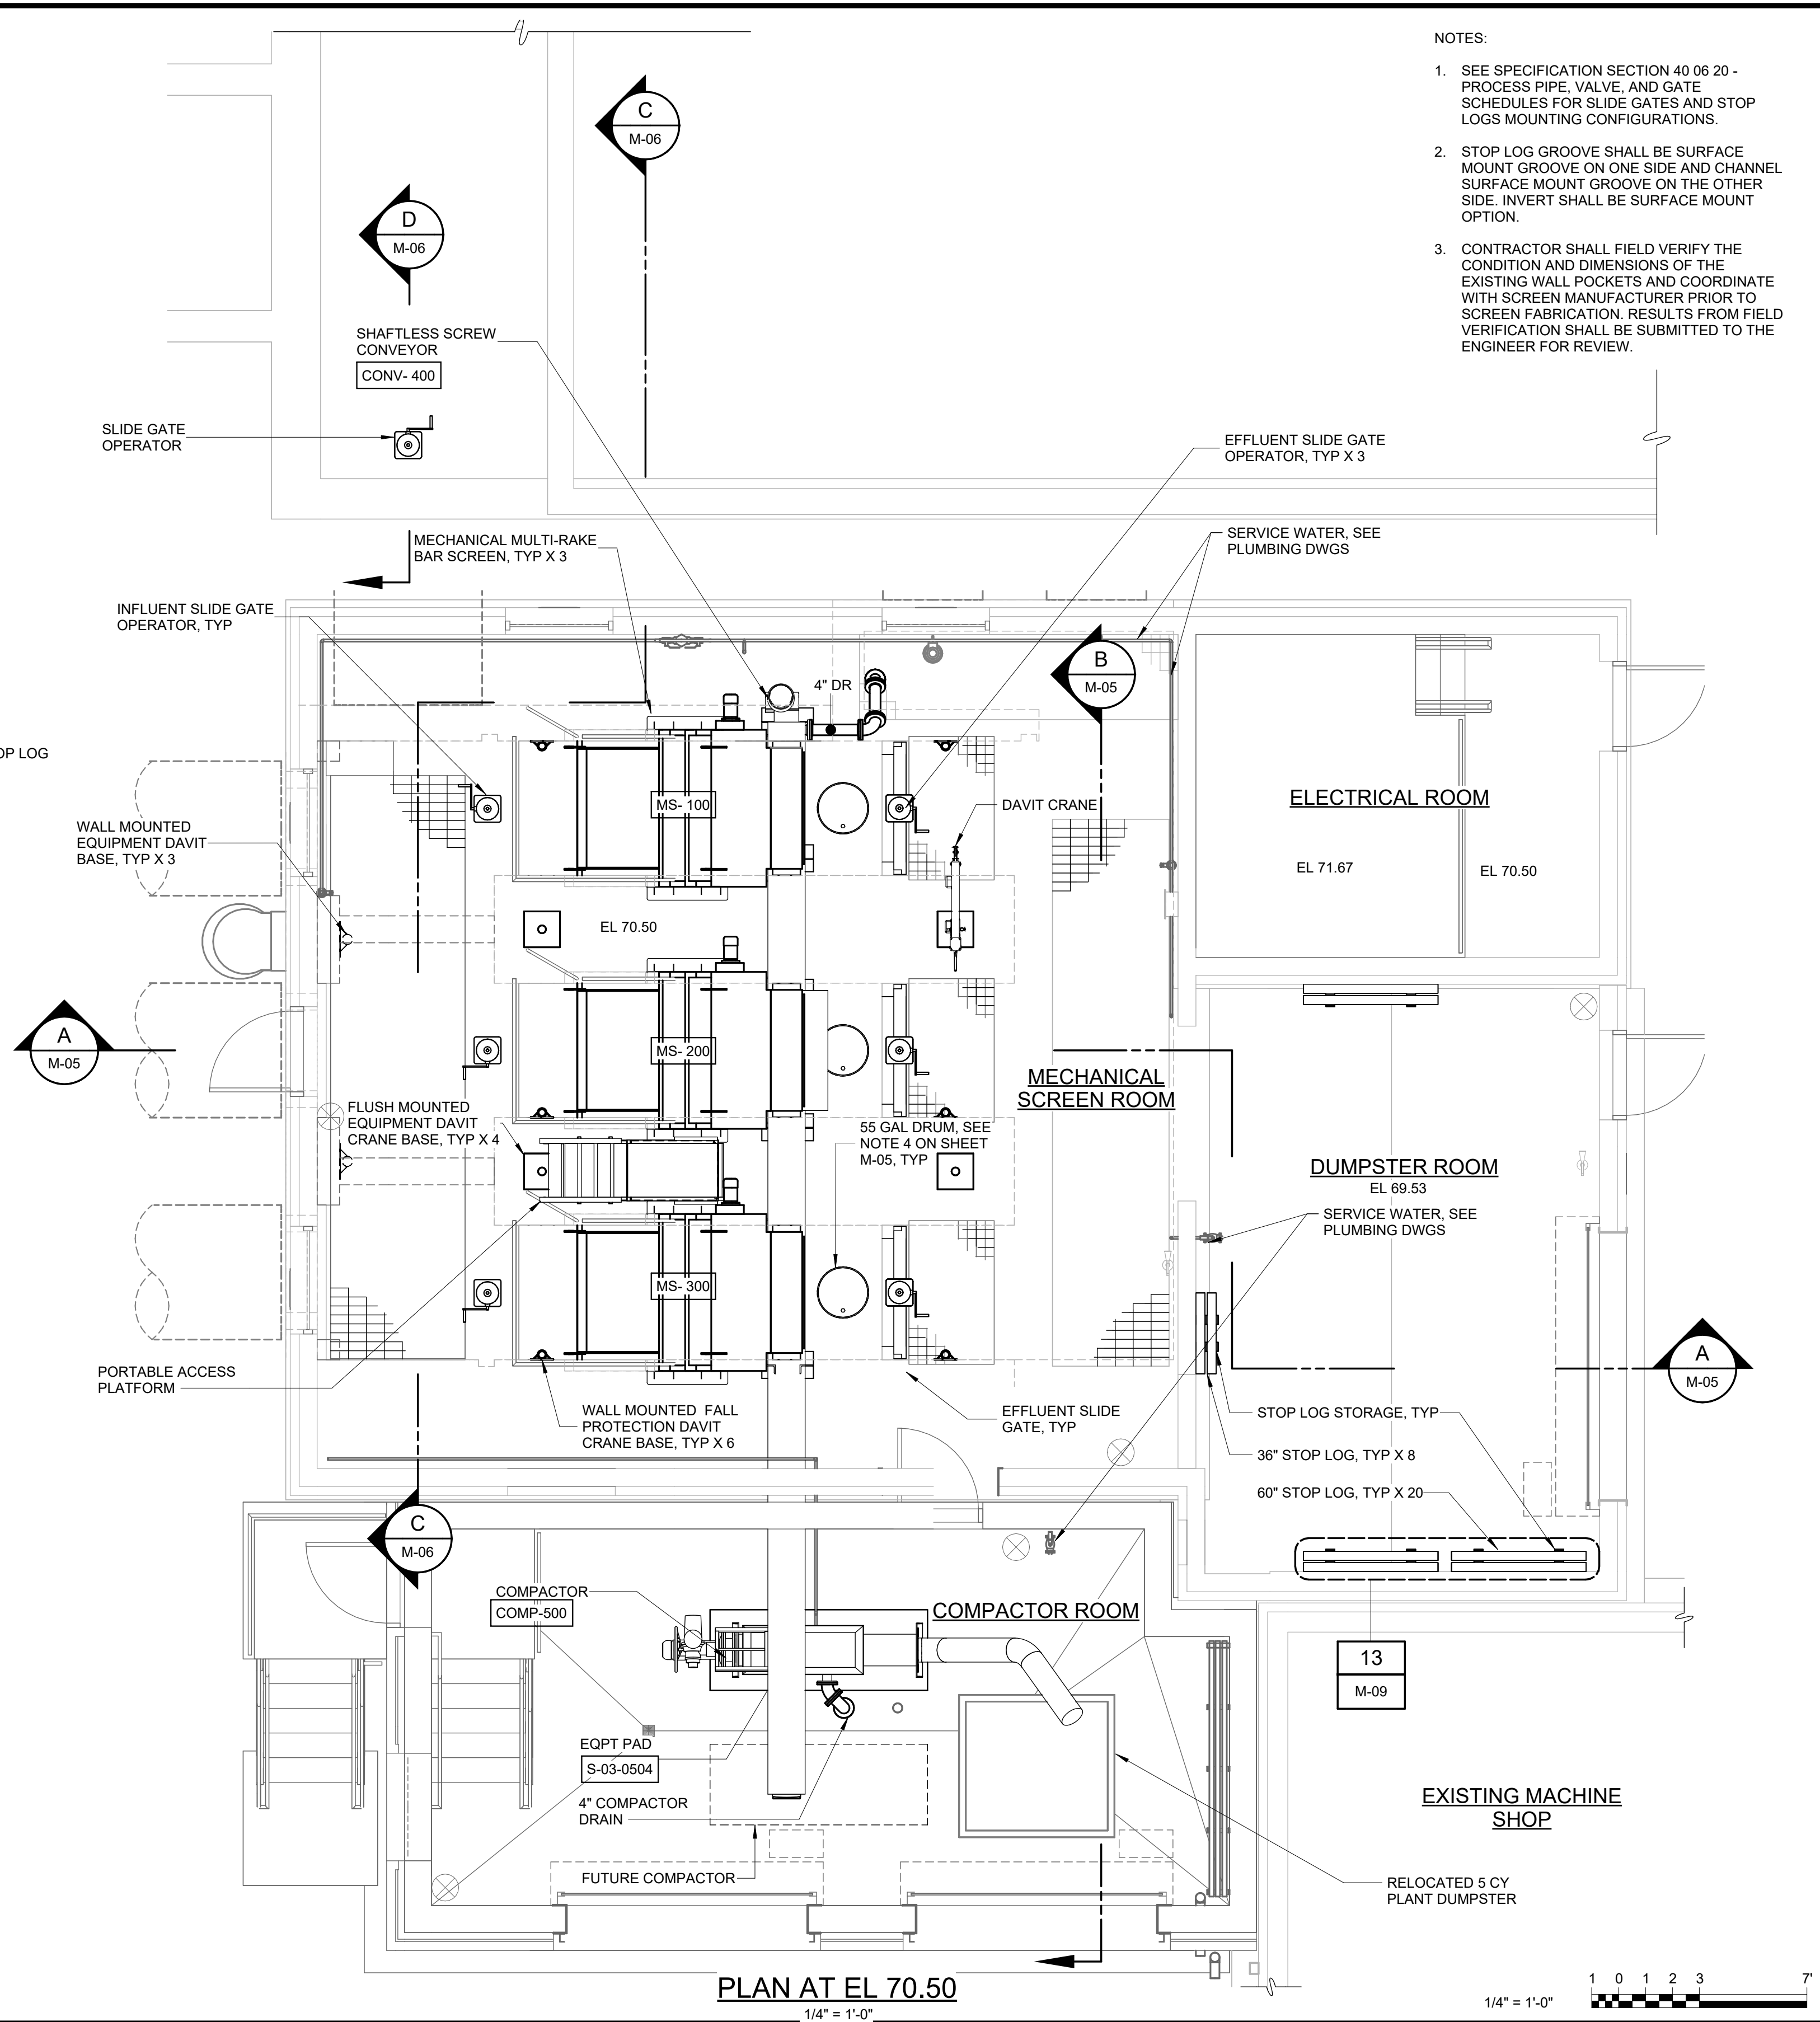 NOTES:
1. SEE SPECIFICATION SECTION 40 06 20 -
PROCESS PIPE, VALVE, AND GATE
SCHEDULES FOR SLIDE GATES AND STOP
LOGS MOUNTING CONFIGURATIONS.
2. STOP LOG GROOVE SHALL BE SURFACE
MOUNT GROOVE ON ONE SIDE AND CHANNEL
SURFACE MOUNT GROOVE ON THE OTHER
SIDE. INVERT SHALL BE SURFACE MOUNT
OPTION.
3. CONTRACTOR SHALL FIELD VERIFY THE
CONDITION AND DIMENSIONS OF THE
EXISTING WALL POCKETS AND COORDINATE
WITH SCREEN MANUFACTURER PRIOR TO
SCREEN FABRICATION. RESULTS FROM FIELD
VERIFICATION SHALL BE SUBMITTED TO THE
ENGINEER FOR REVIEW.
C
M-06
D
M-06
SHAFTLESS SCREW
CONVEYOR
CONV- 400
SLIDE GATE
OPERATOR
EFFLUENT SLIDE GATE
OPERATOR, TYP X 3
MECHANICAL MULTI-RAKE
BAR SCREEN, TYP X 3
SERVICE WATER, SEE
PLUMBING DWGS
INFLUENT SLIDE GATE
OPERATOR, TYP
B
M-05
4" DR
OP LOG
MS- 100
DAVIT CRANE
ELECTRICAL ROOM
WALL MOUNTED
EQUIPMENT DAVIT
BASE, TYP X 3
EL 71.67
EL 70.50
EL 70.50
A
M-05
MS- 200
MECHANICAL
SCREEN ROOM
FLUSH MOUNTED
EQUIPMENT DAVIT
CRANE BASE, TYP X 4
55 GAL DRUM, SEE
NOTE 4 ON SHEET
M-05, TYP
DUMPSTER ROOM
EL 69.53
SERVICE WATER, SEE
PLUMBING DWGS
MS- 300
PORTABLE ACCESS
PLATFORM
A
M-05
WALL MOUNTED FALL
PROTECTION DAVIT
CRANE BASE, TYP X 6
EFFLUENT SLIDE
GATE, TYP
STOP LOG STORAGE, TYP
36" STOP LOG, TYP X 8
60" STOP LOG, TYP X 20
C
M-06
COMPACTOR
COMP-500
COMPACTOR ROOM
13
M-09
EQPT PAD
S-03-0504
4" COMPACTOR
DRAIN
EXISTING MACHINE
SHOP
FUTURE COMPACTOR
RELOCATED 5 CY
PLANT DUMPSTER
PLAN AT EL 70.50
1/4" = 1'-0"
1/4" = 1'-0"
1 0 1 2 3 7'